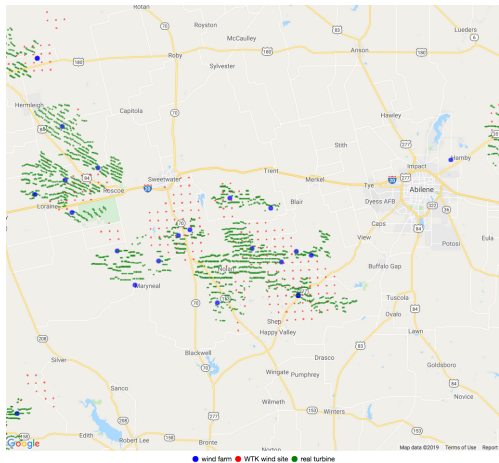 Rotan
Royston
McCaulley
Lueders
Anson
Roby
Sylvester
Hermleigh
Capitola
Hawley
Stith
Impact
Hamby
Trent
Merkel
Tye
Abilene
Sweetwater
Roscoe
Loraine
Blair
Dyess AFB
Caps
View
Potosi
Eula
Buffalo Gap
Nolan
Maryneal
Tuscola
Ovalo
Shep
Happy Valley
Lawn
Blackwell
Drasco
Silver
Goldsboro
Wingate
Pumphrey
Sanco
Novice
Wilmeth
Winters
Edith
Robert Lee
Bronte
Norton
Google
Map data ©2019 Terms of Use Report
wind farm WTK wind site real turbine